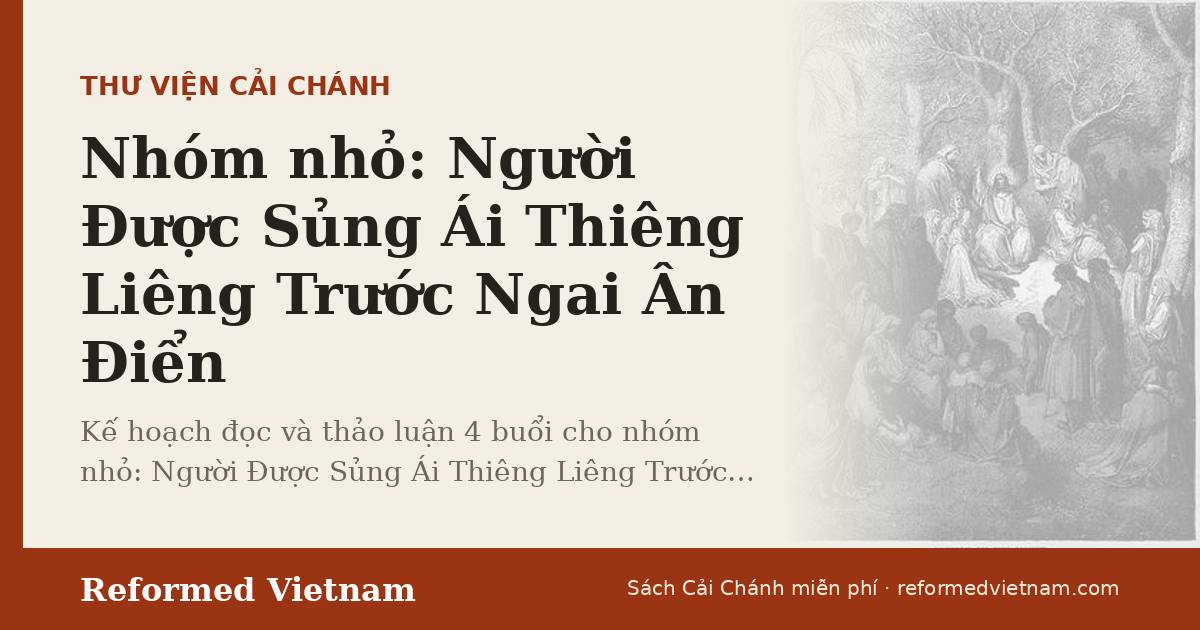 THƯ VIỆN CẢI CHÁNH
Nhóm nhỏ: Người
Được Sủng Ái Thiêng
Liêng Trước Ngai Ân
Điển
Kế hoạch đọc và thảo luận 4 buổi cho nhóm
nhỏ: Người Được Sủng Ái Thiêng Liêng Trước...
Reformed Vietnam
Sách Cải Chánh miễn phí · reformedvietnam.com